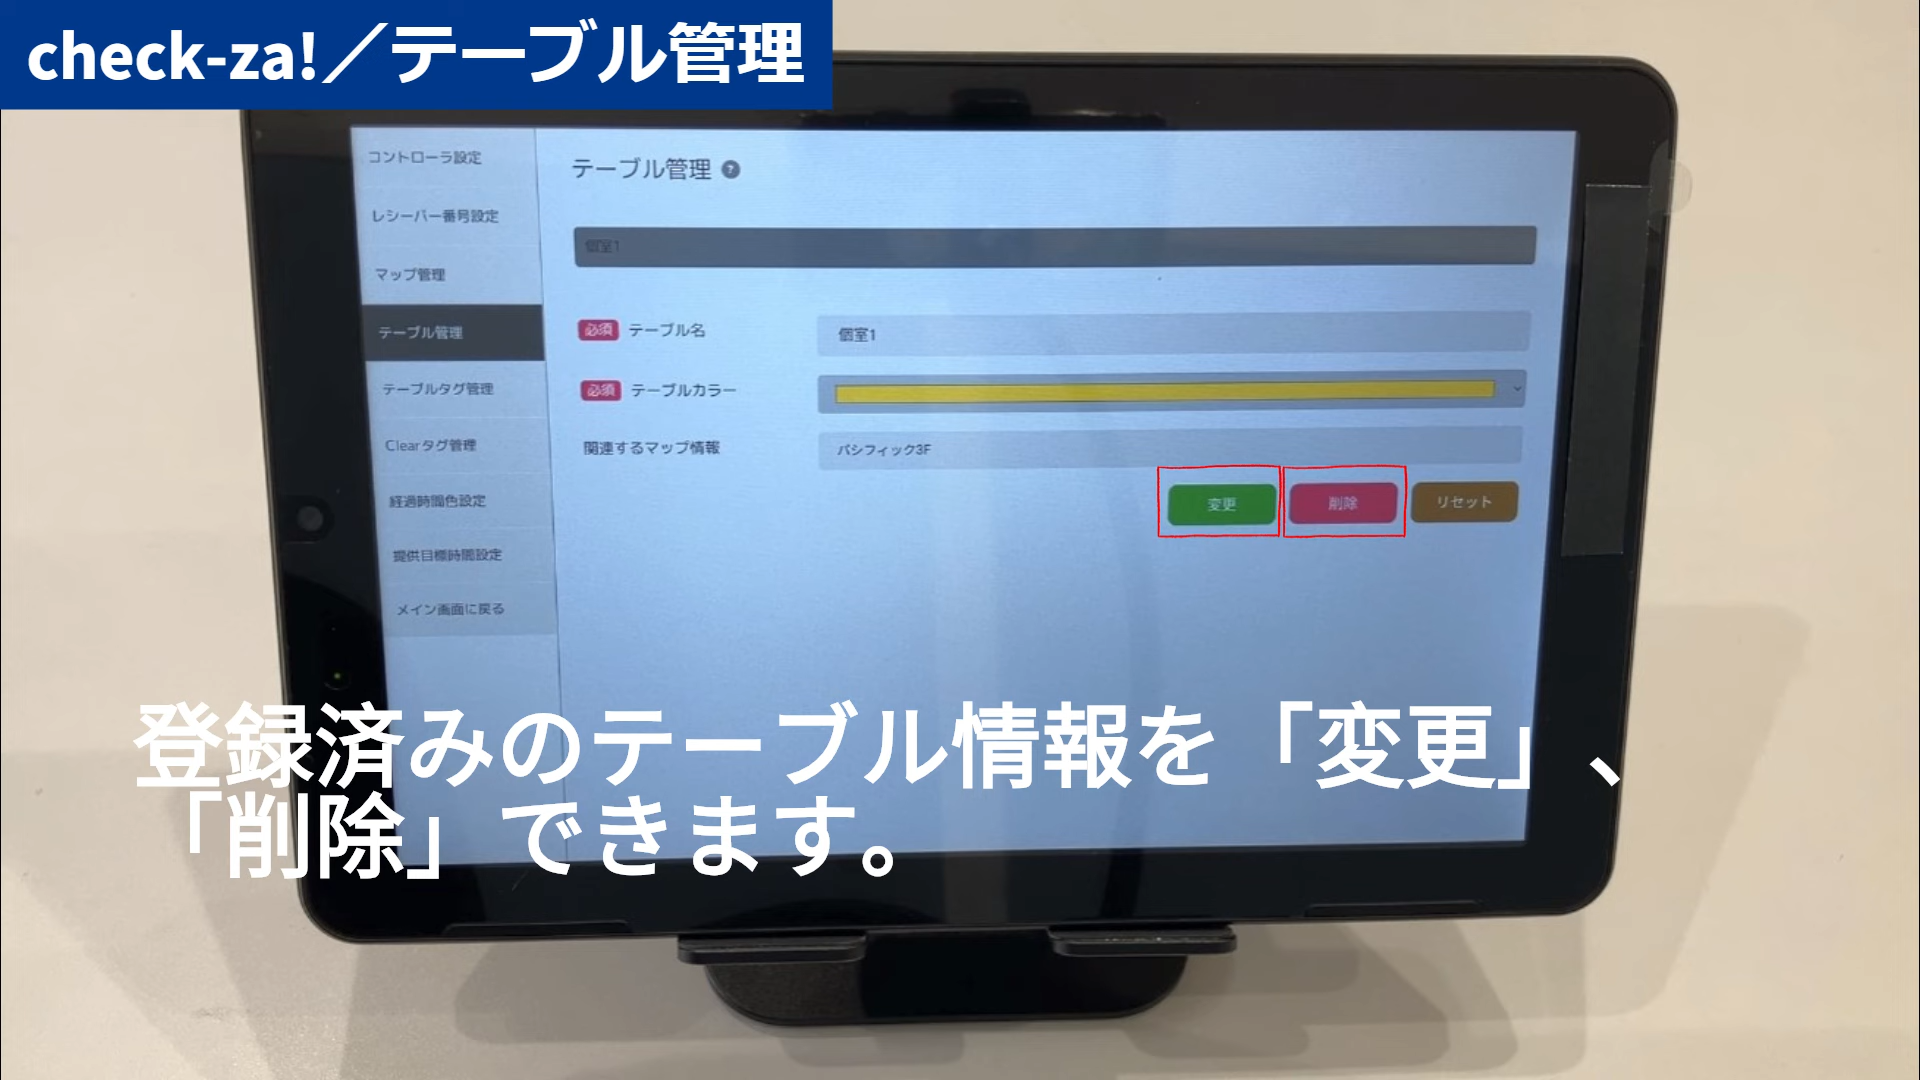 check-za!／テーブル管理
コントローラ設定
レシーバー番号設定
マップ管理
テーブル管理
テーブルタグ管理
Clearタグ管理
経過時間色設定
提供目標時間設定
メイン画面に戻る
テーブル管理 ?
個室1
必須 テーブル名 個室1
必須 テーブルカラー
関連するマップ情報 パシフィック3F
変更 削除 リセット
登録済みのテーブル情報を「変更」、
「削除」できます。